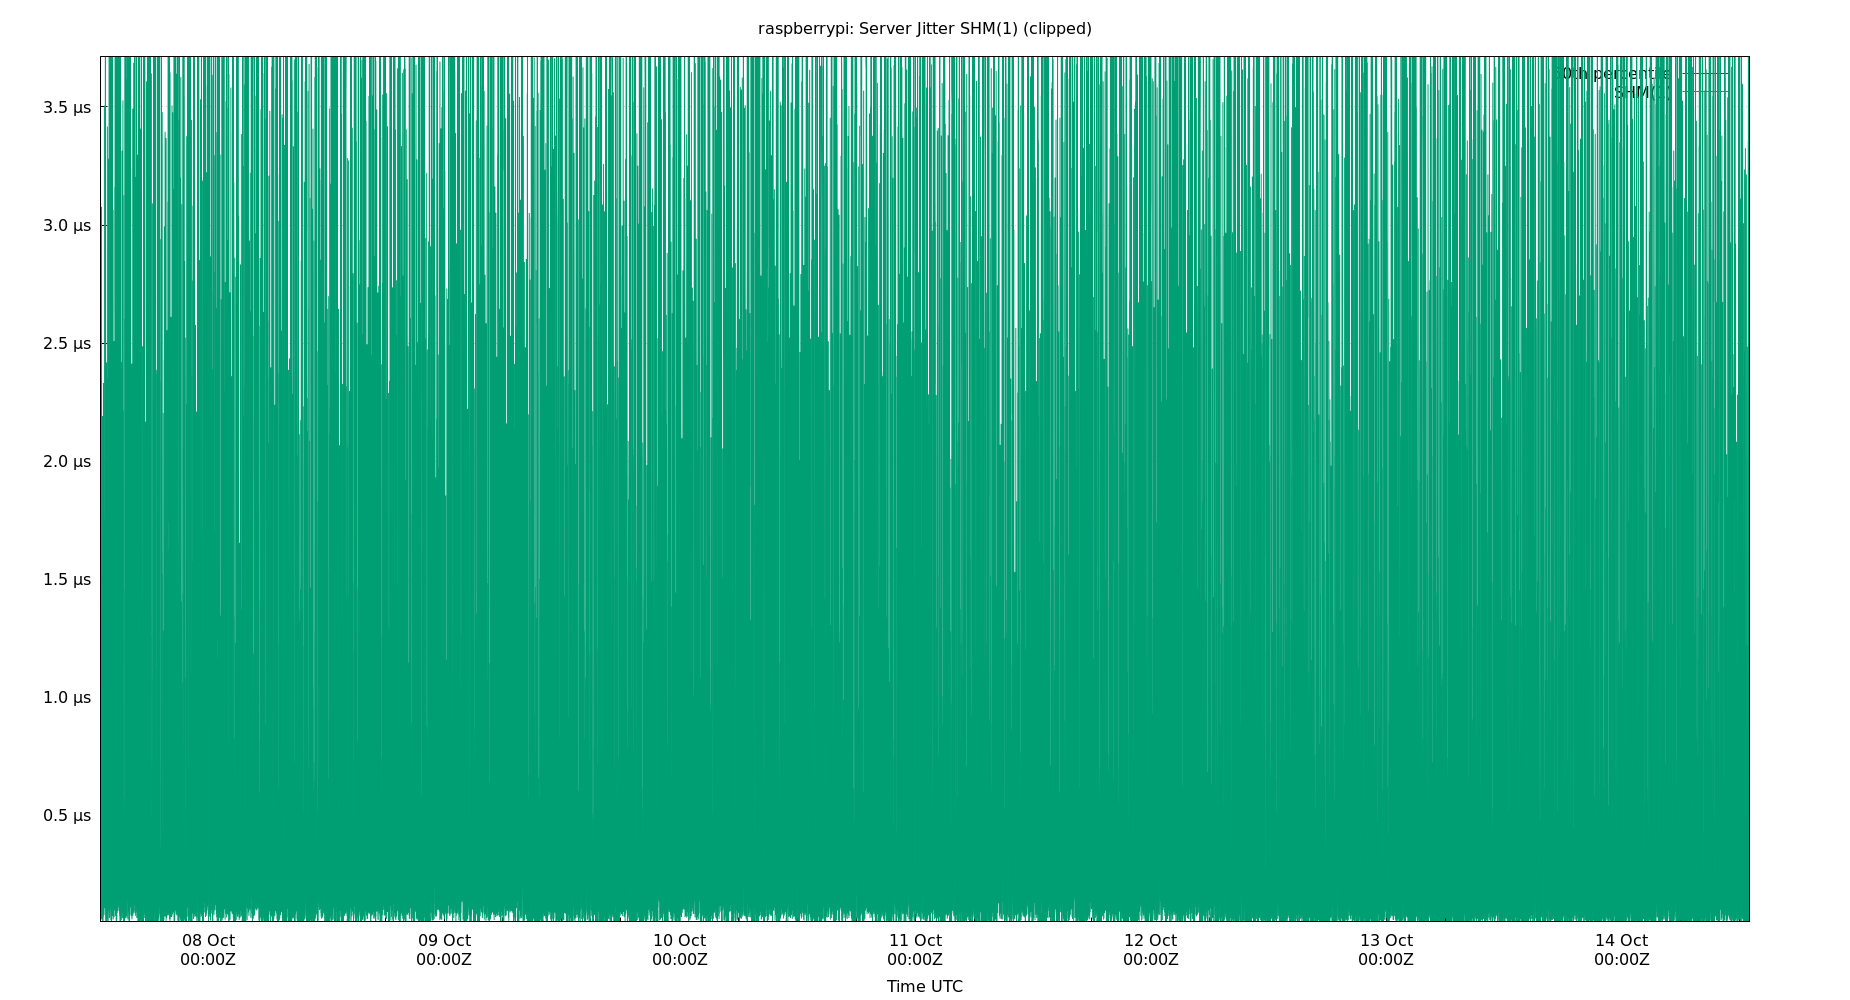 raspberrypi: Server Jitter SHM(1) (clipped)
percentile
3.5 µs
3.0 µs
2.5 µs
2.0 µs
1.5 µs
1.0 µs
0.5 µs
08 Oct 09 Oct 10 Oct 11 Oct 12 Oct 13 Oct 14 Oct
00:00Z 00:00Z 00:00Z 00:00Z 00:00Z 00:00Z 00:00Z
Time UTC